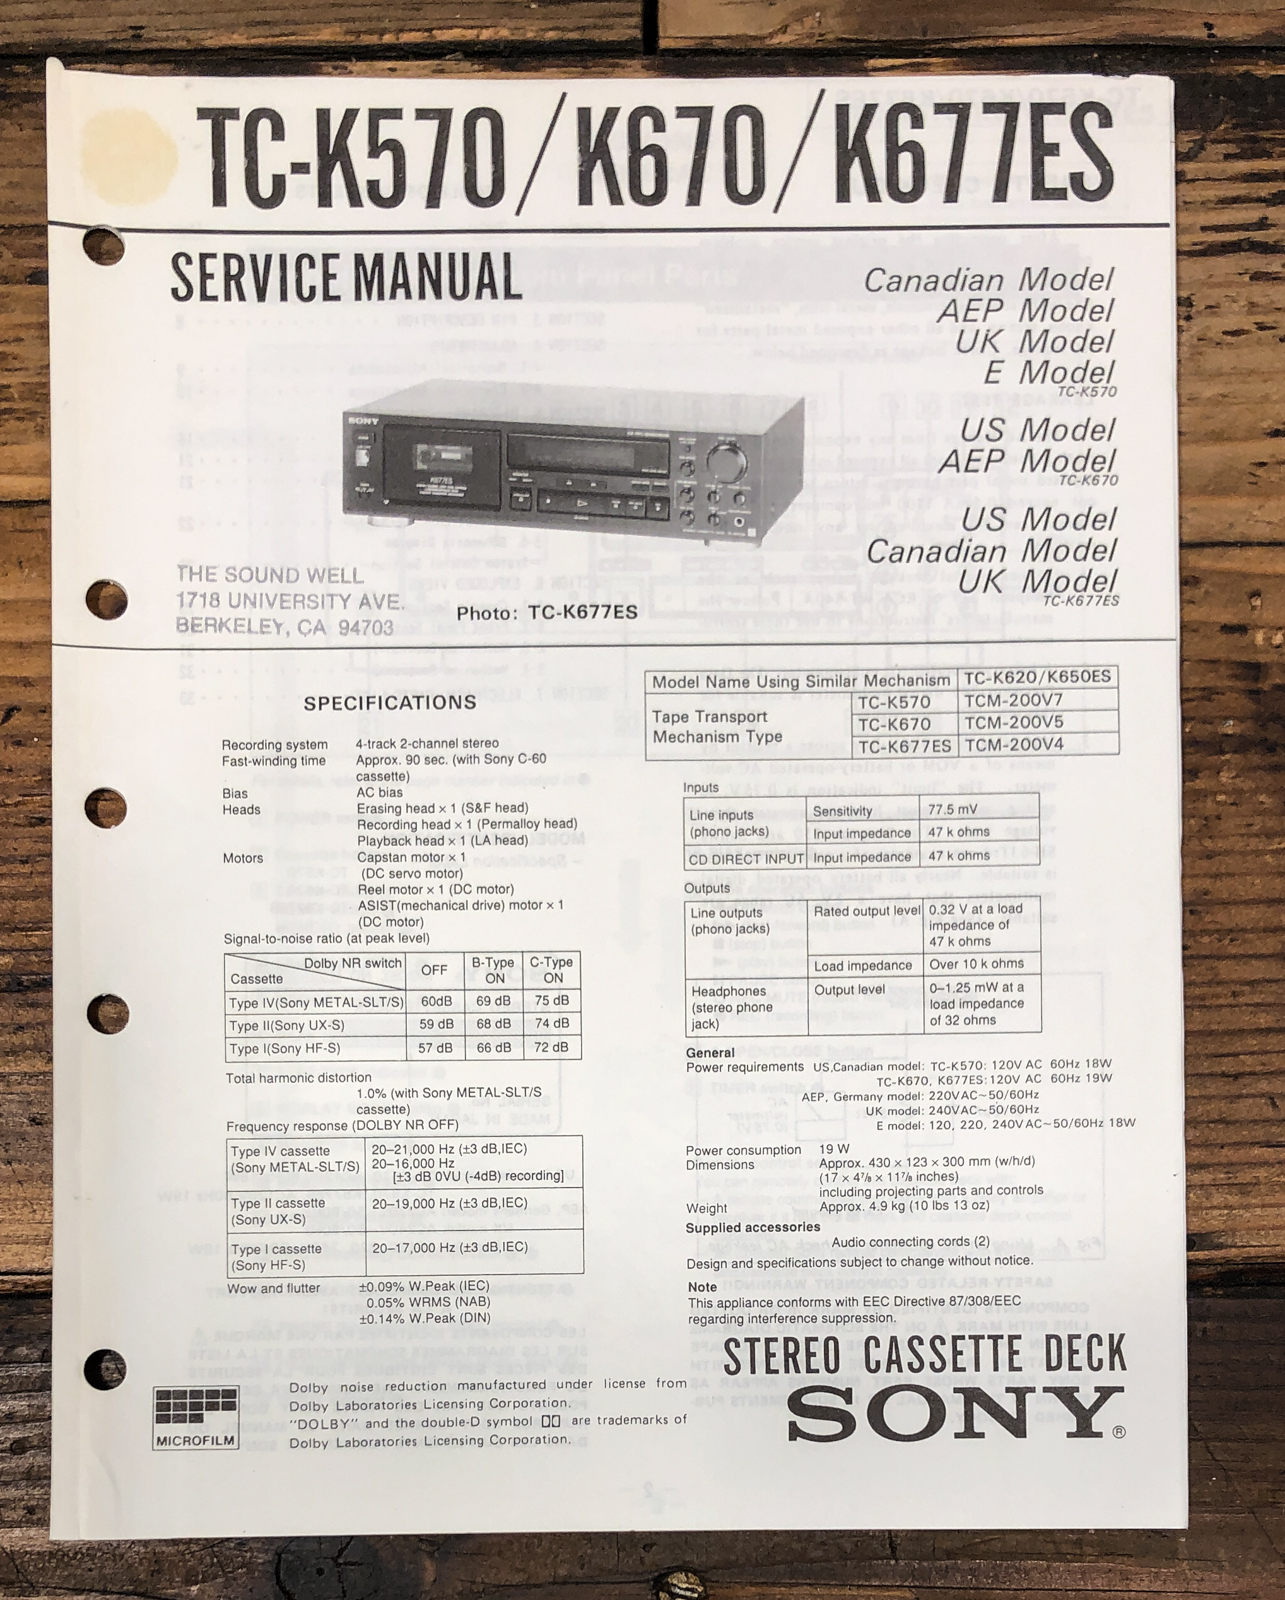 TC-K570/K670/K677ES
SERVICE MANUAL
Canadian Model
AEP Model
UK Model
E Model
TC-K570
US Model
AEP Model
TC-K670
US Model
Canadian Model
UK Model
TC-K677ES
SONY
K677ES
THE SOUND WELL
1718 UNIVERSITY AVE.
BERKELEY, CA 94703
Photo: TC-K677ES
Model Name Using Similar Mechanism TC-K620/K650ES
Tape Transport Mechanism Type
TC-K570 TCM-200V7
TC-K670 TCM-200V5
TC-K677ES TCM-200V4
SPECIFICATIONS
Recording system 4-track 2-channel stereo
Fast-winding time Approx. 90 sec. (with Sony C-60
cassette)
Bias AC bias
Heads Erasing head × 1 (S&F head)
Recording head × 1 (Permalloy head)
Playback head × 1 (LA head)
Motors Capstan motor × 1
(DC servo motor)
Reel motor × 1 (DC motor)
ASIST(mechanical drive) motor × 1
(DC motor)
Signal-to-noise ratio (at peak level)
Dolby NR switch
Cassette OFF B-Type ON C-Type ON
Type IV(Sony METAL-SLT/S) 60dB 69 dB 75 dB
Type II(Sony UX-S) 59 dB 68 dB 74 dB
Type I(Sony HF-S) 57 dB 66 dB 72 dB
Total harmonic distortion
1.0% (with Sony METAL-SLT/S
cassette)
Frequency response (DOLBY NR OFF)
Type IV cassette 20–21,000 Hz (±3 dB,IEC)
(Sony METAL-SLT/S) 20–16,000 Hz
[±3 dB 0VU (-4dB) recording]
Type II cassette 20–19,000 Hz (±3 dB,IEC)
(Sony UX-S)
Type I cassette 20–17,000 Hz (±3 dB,IEC)
(Sony HF-S)
Wow and flutter ±0.09% W.Peak (IEC)
0.05% WRMS (NAB)
±0.14% W.Peak (DIN)
Inputs
Line inputs Sensitivity 77.5 mV
(phono jacks) Input impedance 47 k ohms
CD DIRECT INPUT Input impedance 47 k ohms
Outputs
Line outputs Rated output level 0.32 V at a load
(phono jacks) impedance of
47 k ohms
Load impedance Over 10 k ohms
Headphones Output level 0–1.25 mW at a
(stereo phone load impedance
jack) of 32 ohms
General
Power requirements US,Canadian model: TC-K570: 120V AC 60Hz 18W
TC-K670, K677ES: 120V AC 60Hz 19W
AEP, Germany model: 220VAC~50/60Hz
UK model: 240VAC~50/60Hz
E model: 120, 220, 240VAC~50/60Hz 18W
Power consumption 19 W
Dimensions Approx. 430 × 123 × 300 mm (w/h/d)
(17 × 4⅞ × 11⅞ inches)
including projecting parts and controls
Weight Approx. 4.9 kg (10 lbs 13 oz)
Supplied accessories
Audio connecting cords (2)
Design and specifications subject to change without notice.
Note
This appliance conforms with EEC Directive 87/308/EEC
regarding interference suppression.
STEREO CASSETTE DECK
SONY®
MICROFILM
Dolby noise reduction manufactured under license from
Dolby Laboratories Licensing Corporation.
"DOLBY" and the double-D symbol are trademarks of
Dolby Laboratories Licensing Corporation.